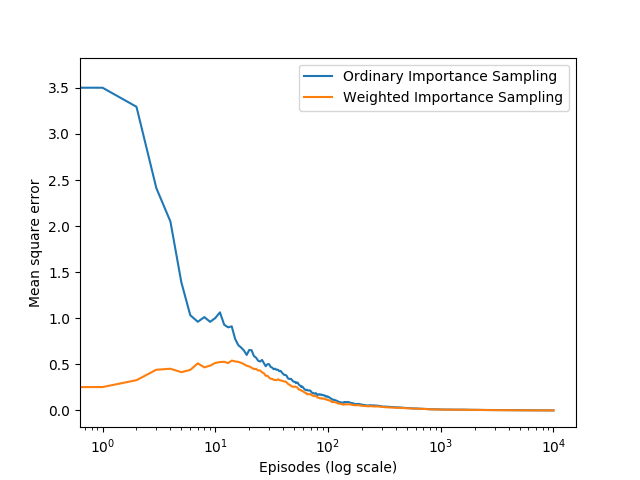 Ordinary Importance Sampling
Weighted Importance Sampling
Mean square error
3.5
3.0
2.5
2.0
1.5
1.0
0.5
0.0
10⁰ 10¹ 10² 10³ 10⁴
Episodes (log scale)